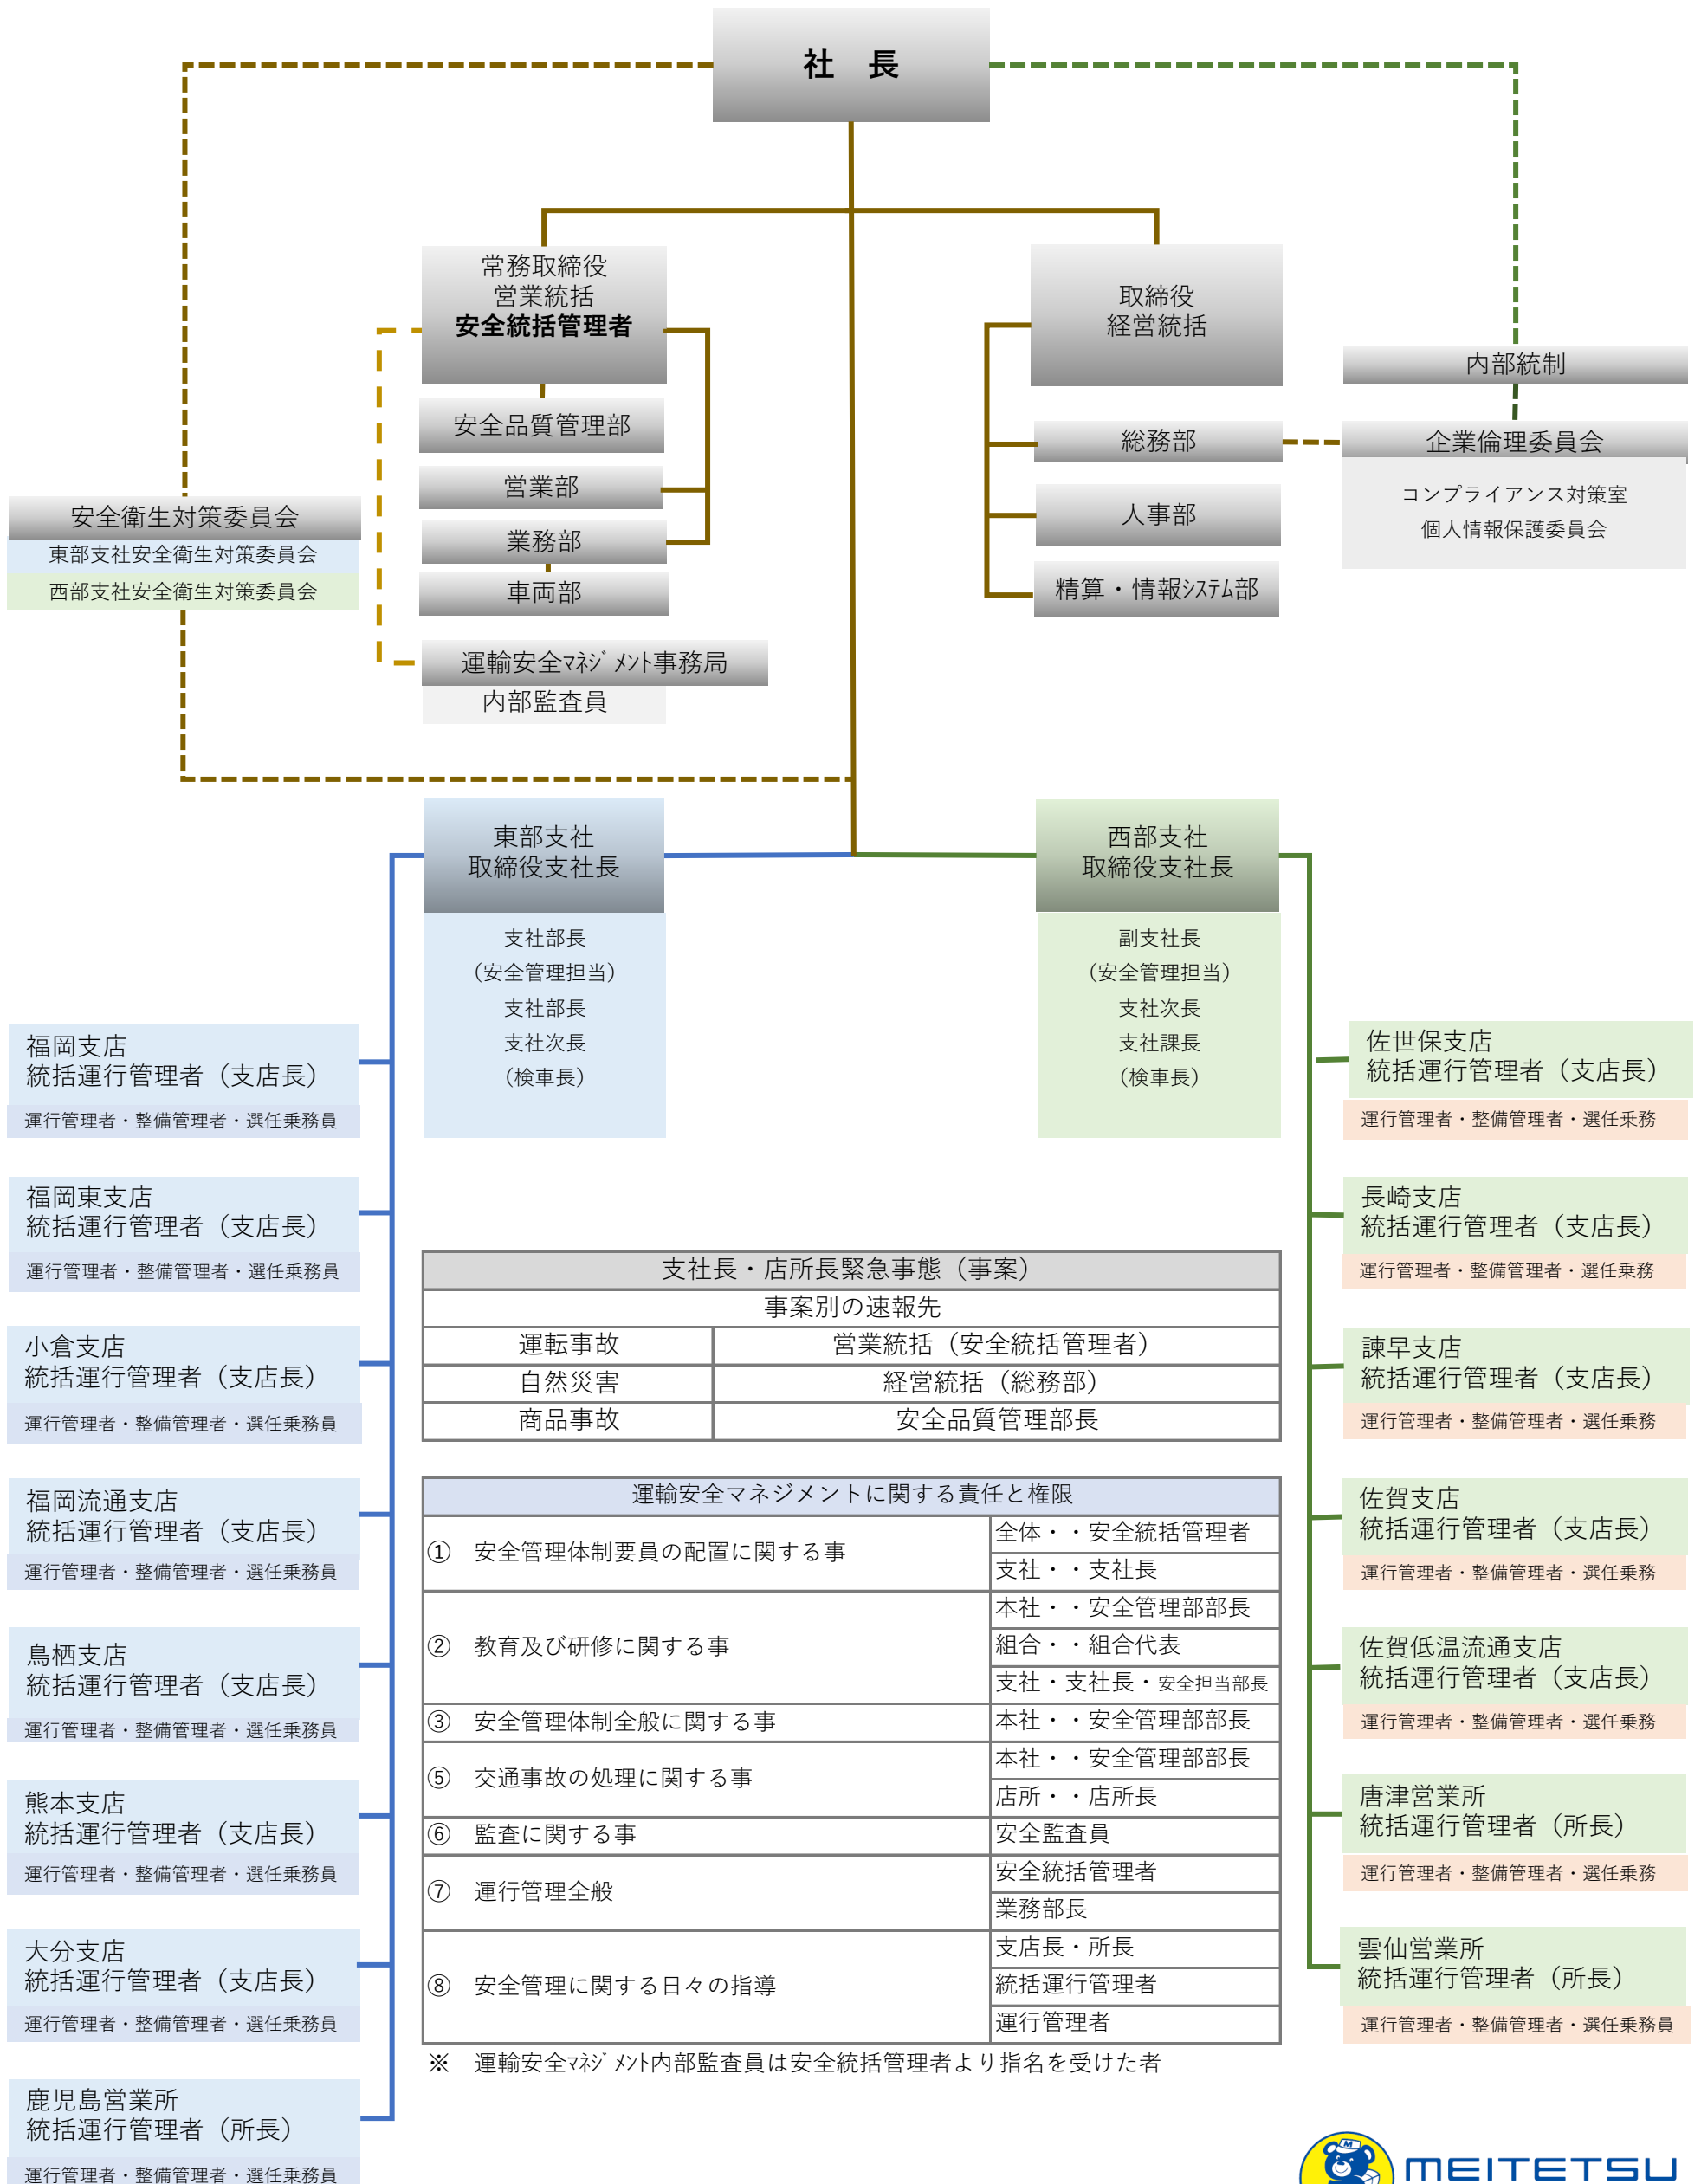 社　長
常務取締役
営業統括
安全統括管理者
安全品質管理部
営業部
業務部
車両部
運輸安全ﾏﾈｼﾞﾒﾝﾄ事務局
内部監査員
取締役
経営統括
総務部
人事部
精算・情報ｼｽﾃﾑ部
内部統制
企業倫理委員会
コンプライアンス対策室
個人情報保護委員会
安全衛生対策委員会
東部支社安全衛生対策委員会
西部支社安全衛生対策委員会
東部支社
取締役支社長
支社部長
（安全管理担当）
支社部長
支社次長
（検車長）
西部支社
取締役支社長
副支社長
（安全管理担当）
支社次長
支社課長
（検車長）
福岡支店
統括運行管理者（支店長）
運行管理者・整備管理者・選任乗務員
福岡東支店
統括運行管理者（支店長）
運行管理者・整備管理者・選任乗務員
小倉支店
統括運行管理者（支店長）
運行管理者・整備管理者・選任乗務員
福岡流通支店
統括運行管理者（支店長）
運行管理者・整備管理者・選任乗務員
鳥栖支店
統括運行管理者（支店長）
運行管理者・整備管理者・選任乗務員
熊本支店
統括運行管理者（支店長）
運行管理者・整備管理者・選任乗務員
大分支店
統括運行管理者（支店長）
運行管理者・整備管理者・選任乗務員
鹿児島営業所
統括運行管理者（所長）
運行管理者・整備管理者・選任乗務員
佐世保支店
統括運行管理者（支店長）
運行管理者・整備管理者・選任乗務
長崎支店
統括運行管理者（支店長）
運行管理者・整備管理者・選任乗務
諫早支店
統括運行管理者（支店長）
運行管理者・整備管理者・選任乗務
佐賀支店
統括運行管理者（支店長）
運行管理者・整備管理者・選任乗務
佐賀低温流通支店
統括運行管理者（支店長）
運行管理者・整備管理者・選任乗務
唐津営業所
統括運行管理者（所長）
運行管理者・整備管理者・選任乗務
雲仙営業所
統括運行管理者（所長）
運行管理者・整備管理者・選任乗務員
支社長・店所長緊急事態（事案）
事案別の速報先
運転事故　営業統括（安全統括管理者）
自然災害　経営統括（総務部）
商品事故　安全品質管理部長
運輸安全マネジメントに関する責任と権限
①　安全管理体制要員の配置に関する事
全体・・安全統括管理者
支社・・支社長
②　教育及び研修に関する事
本社・・安全管理部部長
組合・・組合代表
支社・支社長・安全担当部長
③　安全管理体制全般に関する事
本社・・安全管理部部長
⑤　交通事故の処理に関する事
本社・・安全管理部部長
店所・・店所長
⑥　監査に関する事
安全監査員
⑦　運行管理全般
安全統括管理者
業務部長
⑧　安全管理に関する日々の指導
支店長・所長
統括運行管理者
運行管理者
※　運輸安全ﾏﾈｼﾞﾒﾝﾄ内部監査員は安全統括管理者より指名を受けた者
M
MEITETSU